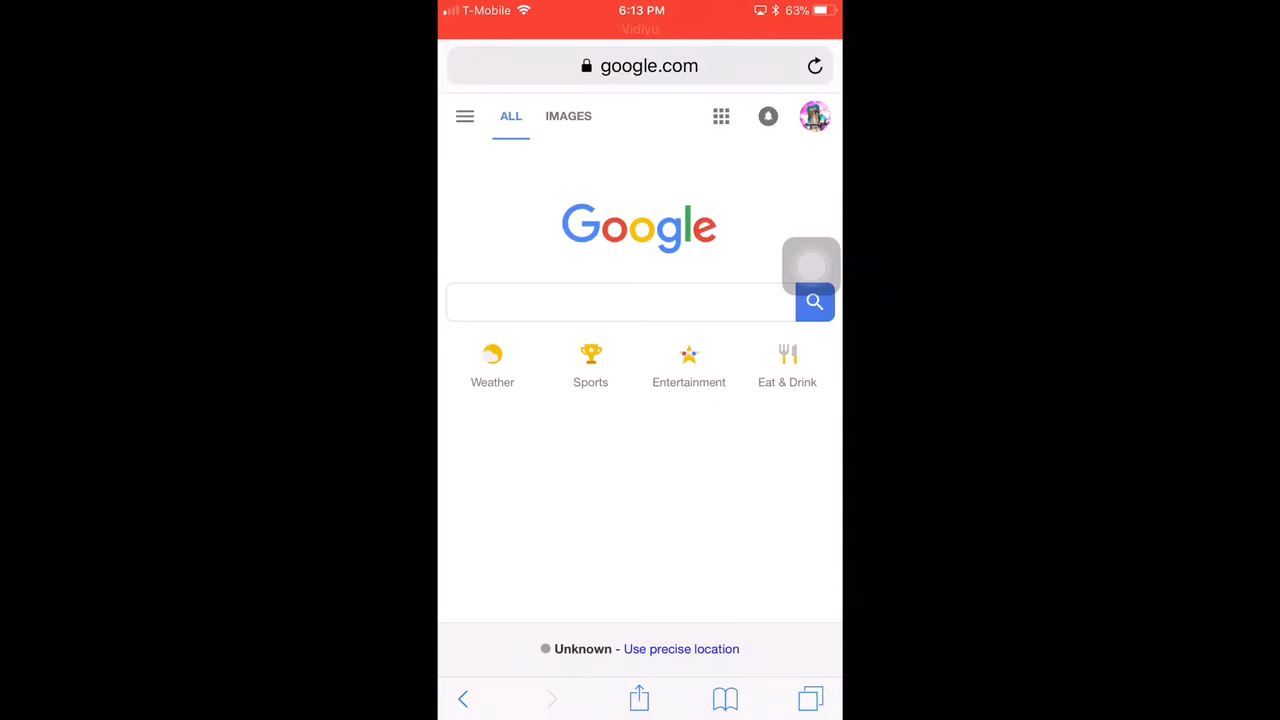 T-Mobile 6:13 PM 63%
Vidiyu
google.com
ALL IMAGES
Google
Weather Sports Entertainment Eat & Drink
Unknown - Use precise location